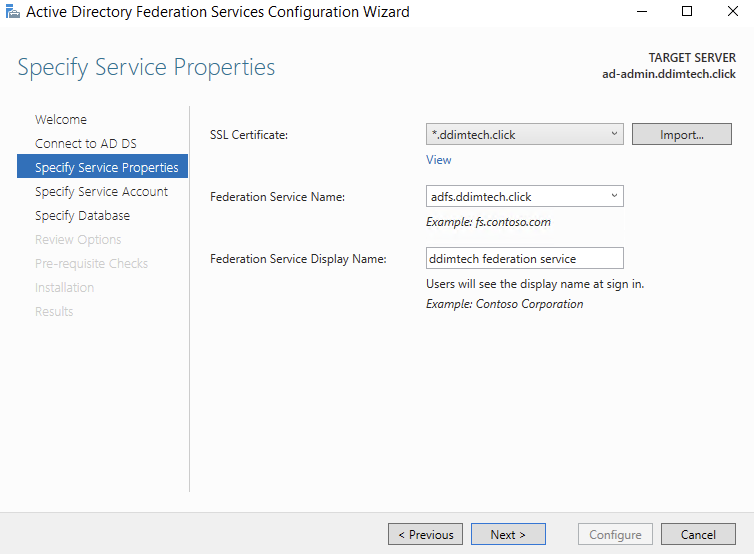 Active Directory Federation Services Configuration Wizard
Specify Service Properties
TARGET SERVER
ad-admin.ddimtech.click
Welcome
Connect to AD DS
Specify Service Properties
Specify Service Account
Specify Database
Review Options
Pre-requisite Checks
Installation
Results
SSL Certificate:
*.ddimtech.click
Import...
View
Federation Service Name:
adfs.ddimtech.click
Example: fs.contoso.com
Federation Service Display Name:
ddimtech federation service
Users will see the display name at sign in.
Example: Contoso Corporation
< Previous
Next >
Configure
Cancel